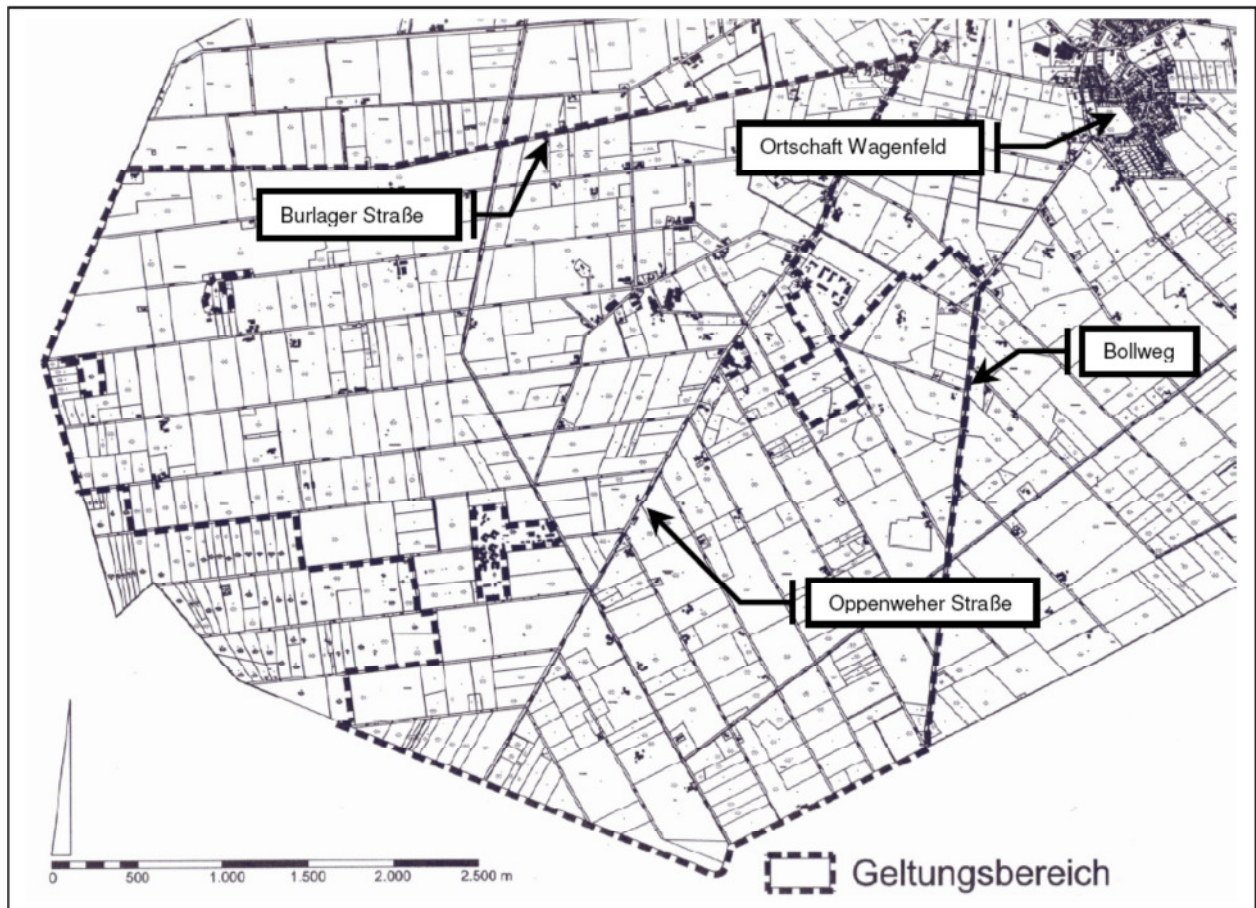 Ortschaft Wagenfeld
Burlager Straße
Bollweg
Oppenweher Straße
0 500 1.000 1.500 2.000 2.500 m
Geltungsbereich